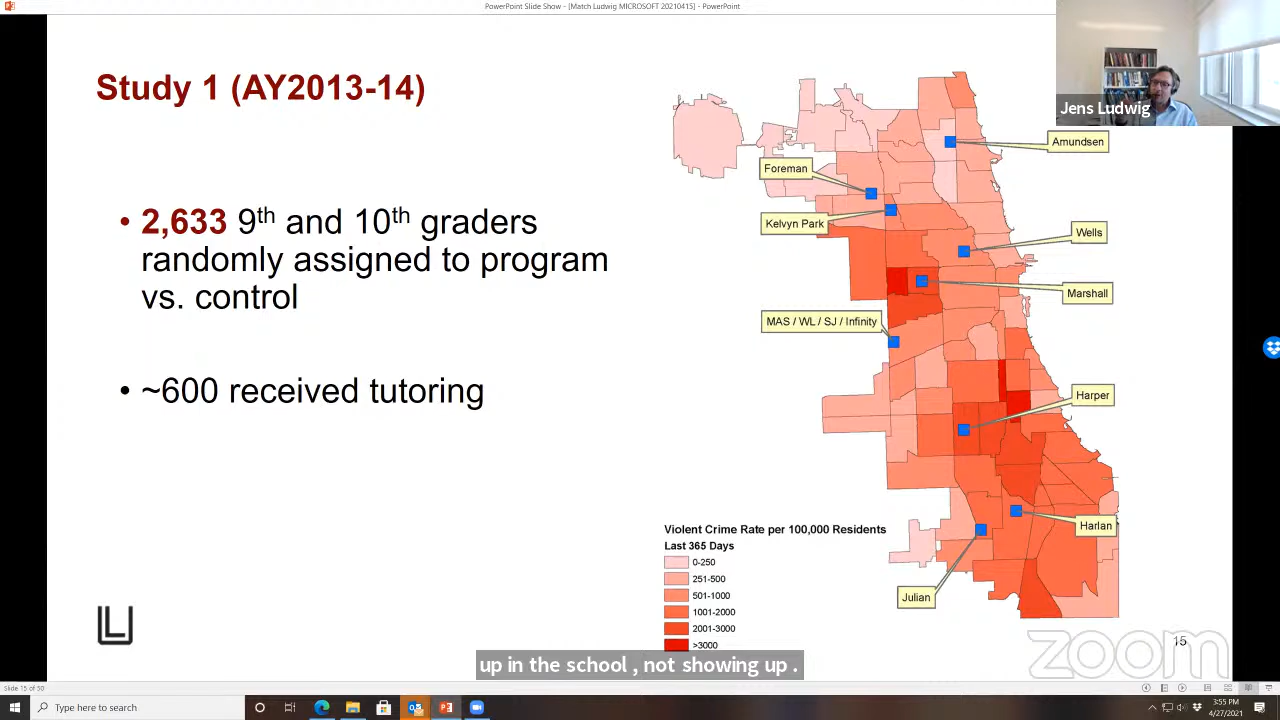 PowerPoint Slide Show - [Match Ludwig MICROSOFT 20210415] - PowerPoint
Study 1 (AY2013-14)
Jens Ludwig
• 2,633 9th and 10th graders
randomly assigned to program
vs. control
• ~600 received tutoring
Amundsen
Foreman
Kelvyn Park
Wells
Marshall
MAS / WL / SJ / Infinity
Harper
Harlan
Julian
Violent Crime Rate per 100,000 Residents
Last 365 Days
0-250
251-500
501-1000
1001-2000
2001-3000
>3000
zoom
15
up in the school , not showing up .
Slide 15 of 50
Type here to search
3:55 PM
4/27/2021